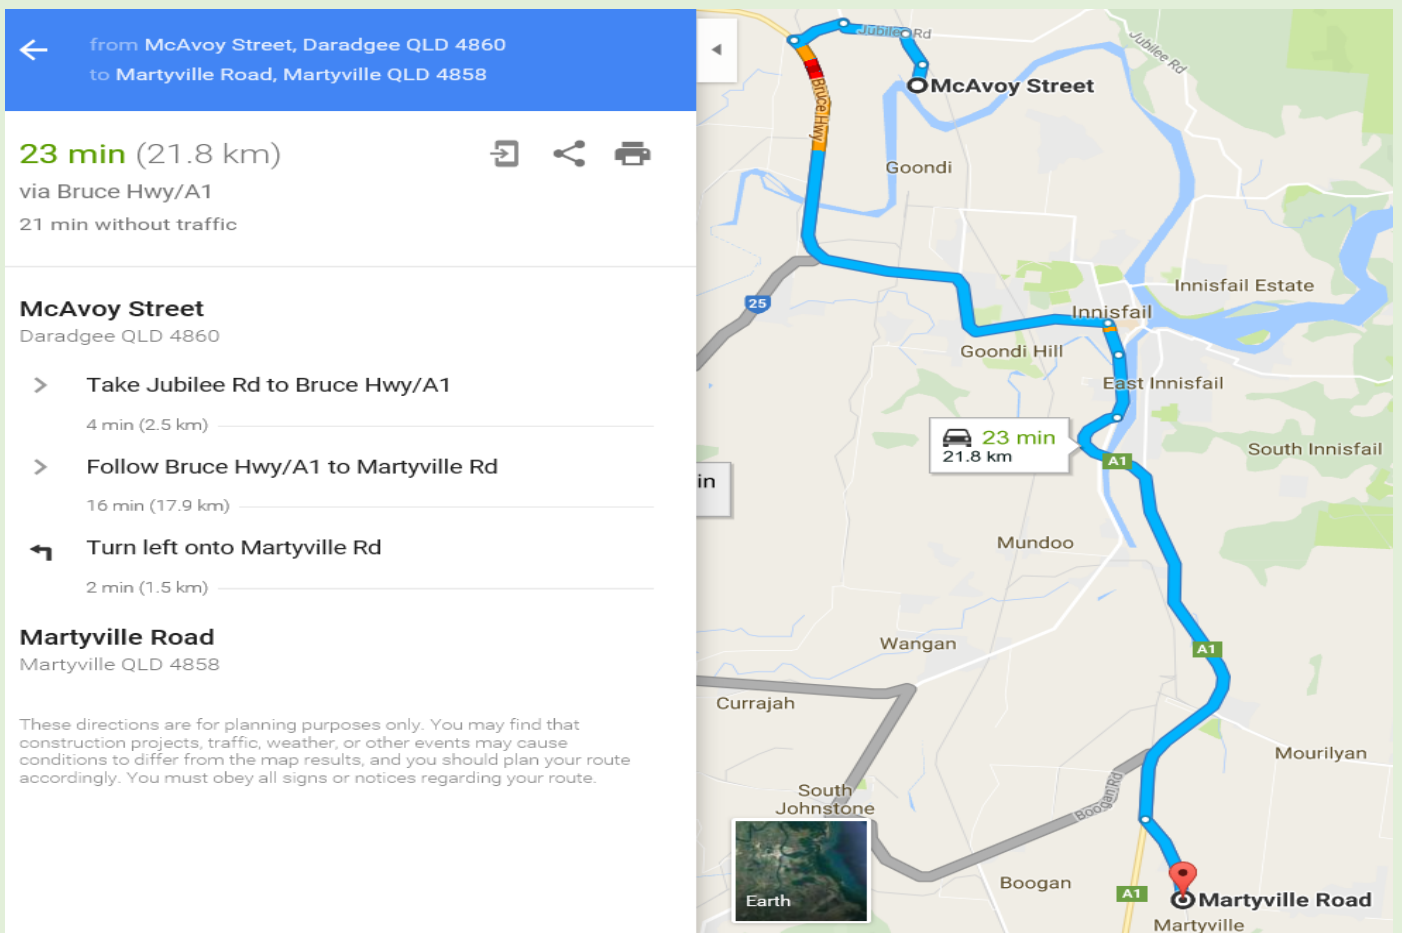 from McAvoy Street, Daradgee QLD 4860
to Martyville Road, Martyville QLD 4858
23 min (21.8 km)
via Bruce Hwy/A1
21 min without traffic
McAvoy Street
Daradgee QLD 4860
Take Jubilee Rd to Bruce Hwy/A1
4 min (2.5 km)
Follow Bruce Hwy/A1 to Martyville Rd
16 min (17.9 km)
Turn left onto Martyville Rd
2 min (1.5 km)
Martyville Road
Martyville QLD 4858
These directions are for planning purposes only. You may find that
construction projects, traffic, weather, or other events may cause
conditions to differ from the map results, and you should plan your route
accordingly. You must obey all signs or notices regarding your route.
Jubilee Rd
Jubilee Rd
McAvoy Street
Bruce Hwy
Goondi
25
Innisfail Estate
Innisfail
Goondi Hill
East Innisfail
23 min
21.8 km
South Innisfail
A1
in
Mundoo
Wangan
A1
Currajah
Mourilyan
South
Johnstone
Boogan Rd
Boogan
A1
Earth
Martyville Road
Martyville